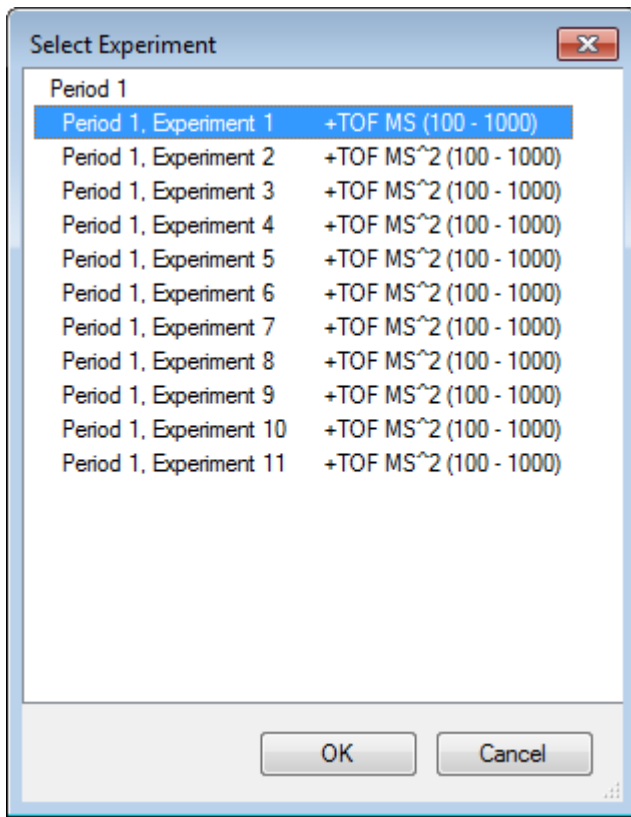 Select Experiment
Period 1
Period 1, Experiment 1 +TOF MS (100 - 1000)
Period 1, Experiment 2 +TOF MS^2 (100 - 1000)
Period 1, Experiment 3 +TOF MS^2 (100 - 1000)
Period 1, Experiment 4 +TOF MS^2 (100 - 1000)
Period 1, Experiment 5 +TOF MS^2 (100 - 1000)
Period 1, Experiment 6 +TOF MS^2 (100 - 1000)
Period 1, Experiment 7 +TOF MS^2 (100 - 1000)
Period 1, Experiment 8 +TOF MS^2 (100 - 1000)
Period 1, Experiment 9 +TOF MS^2 (100 - 1000)
Period 1, Experiment 10 +TOF MS^2 (100 - 1000)
Period 1, Experiment 11 +TOF MS^2 (100 - 1000)
OK Cancel